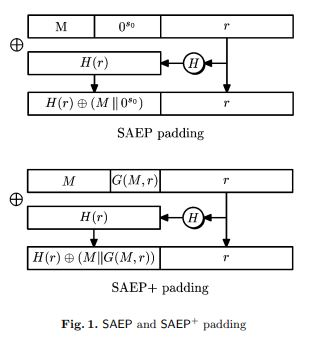 M 0^{s_0} r
⊕
H(r) H
H(r) ⊕ (M ‖ 0^{s_0}) r
SAEP padding
M G(M, r) r
⊕
H(r) H
H(r) ⊕ (M‖G(M, r)) r
SAEP+ padding
Fig. 1. SAEP and SAEP⁺ padding